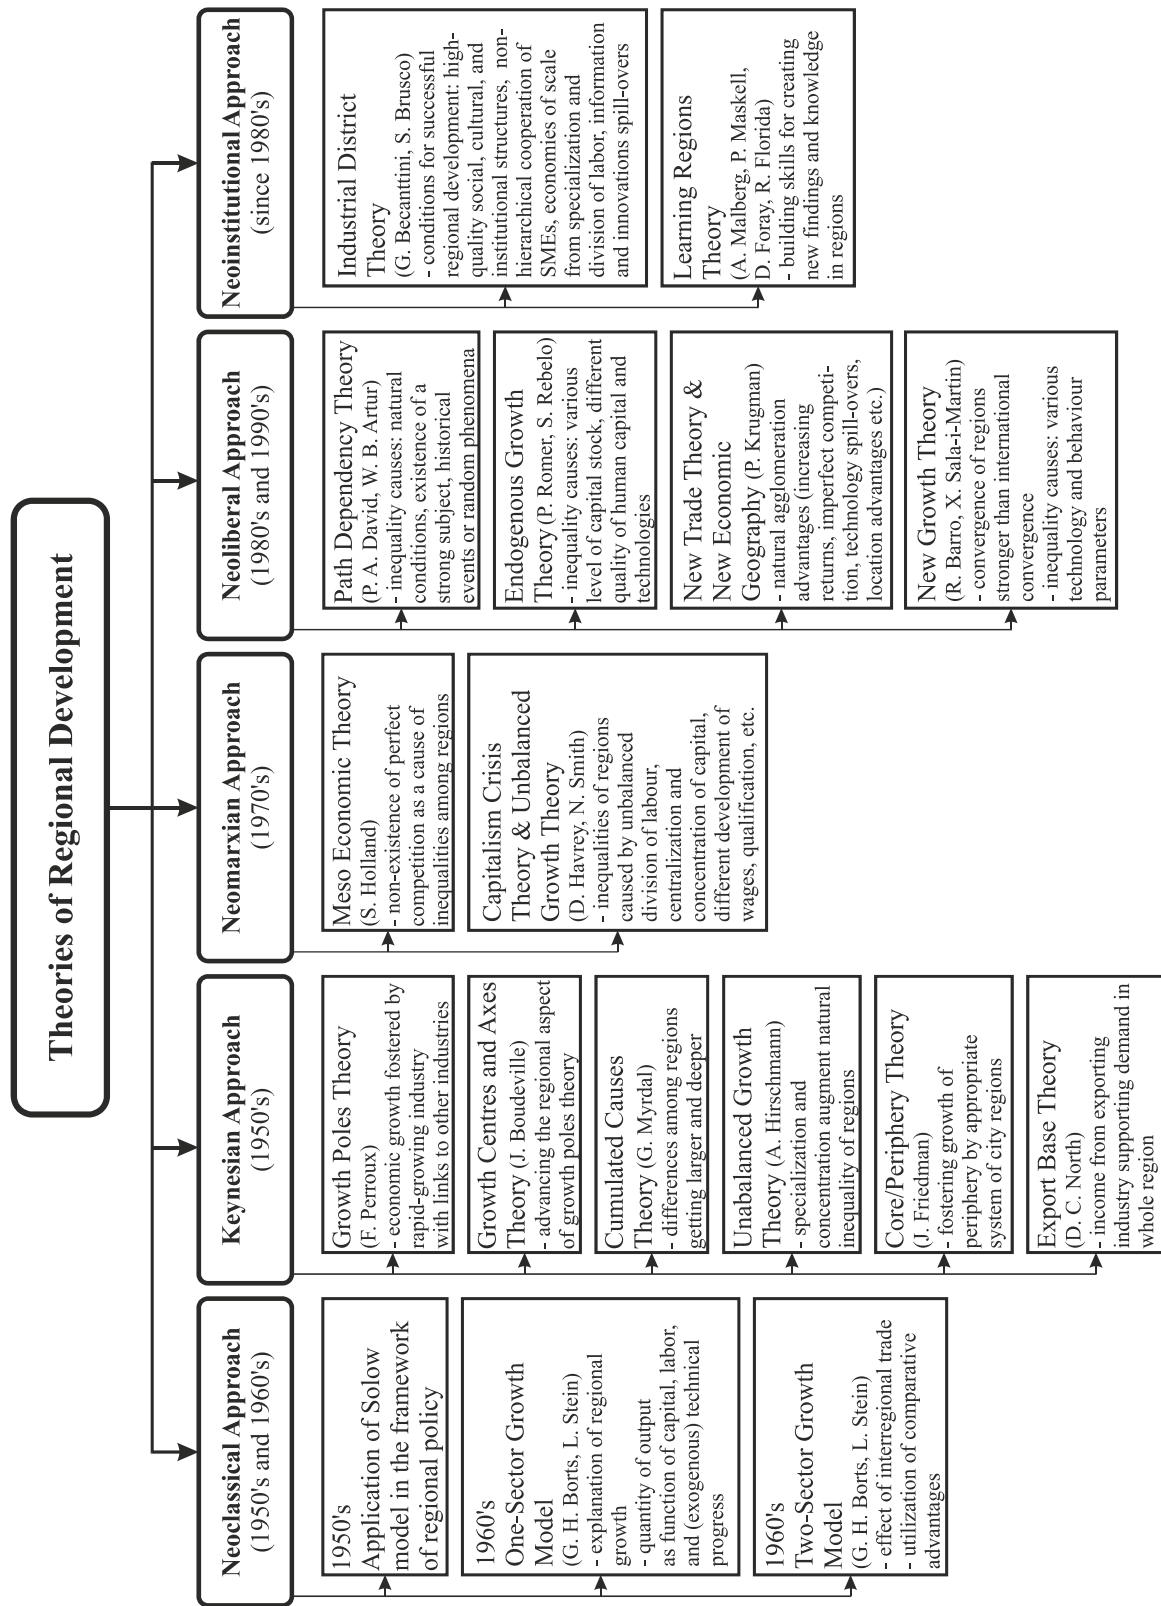 Theories of Regional Development
Neoclassical Approach
(1950's and 1960's)
1950's
Application of Solow
model in the framework
of regional policy
1960's
One-Sector Growth
Model
(G. H. Borts, L. Stein)
- explanation of regional
growth
- quantity of output
as function of capital, labor,
and (exogenous) technical
progress
1960's
Two-Sector Growth
Model
(G. H. Borts, L. Stein)
- effect of interregional trade
- utilization of comparative
advantages
Keynesian Approach
(1950's)
Growth Poles Theory
(F. Perroux)
- economic growth fostered by
rapid-growing industry
with links to other industries
Growth Centres and Axes
Theory (J. Boudeville)
- advancing the regional aspect
of growth poles theory
Cumulated Causes
Theory (G. Myrdal)
- differences among regions
getting larger and deeper
Unabalanced Growth
Theory (A. Hirschmann)
- specialization and
concentration augment natural
inequality of regions
Core/Periphery Theory
(J. Friedman)
- fostering growth of
periphery by appropriate
system of city regions
Export Base Theory
(D. C. North)
- income from exporting
industry supporting demand in
whole region
Neomarxian Approach
(1970's)
Meso Economic Theory
(S. Holland)
- non-existence of perfect
competition as a cause of
inequalities among regions
Capitalism Crisis
Theory & Unbalanced
Growth Theory
(D. Havrey, N. Smith)
- inequalities of regions
caused by unbalanced
division of labour,
centralization and
concentration of capital,
different development of
wages, qualification, etc.
Neoliberal Approach
(1980's and 1990's)
Path Dependency Theory
(P. A. David, W. B. Artur)
- inequality causes: natural
conditions, existence of a
strong subject, historical
events or random phenomena
Endogenous Growth
Theory (P. Romer, S. Rebelo)
- inequality causes: various
level of capital stock, different
quality of human capital and
technologies
New Trade Theory &
New Economic
Geography (P. Krugman)
- natural agglomeration
advantages (increasing
returns, imperfect competi-
tion, technology spill-overs,
location advantages etc.)
New Growth Theory
(R. Barro, X. Sala-i-Martin)
- convergence of regions
stronger than international
convergence
- inequality causes: various
technology and behaviour
parameters
Neoinstitutional Approach
(since 1980's)
Industrial District
Theory
(G. Becanttini, S. Brusco)
- conditions for successful
regional development: high-
quality social, cultural, and
institutional structures, non-
hierarchical cooperation of
SMEs, economies of scale
from specialization and
division of labor, information
and innovations spill-overs
Learning Regions
Theory
(A. Malberg, P. Maskell,
D. Foray, R. Florida)
- building skills for creating
new findings and knowledge
in regions